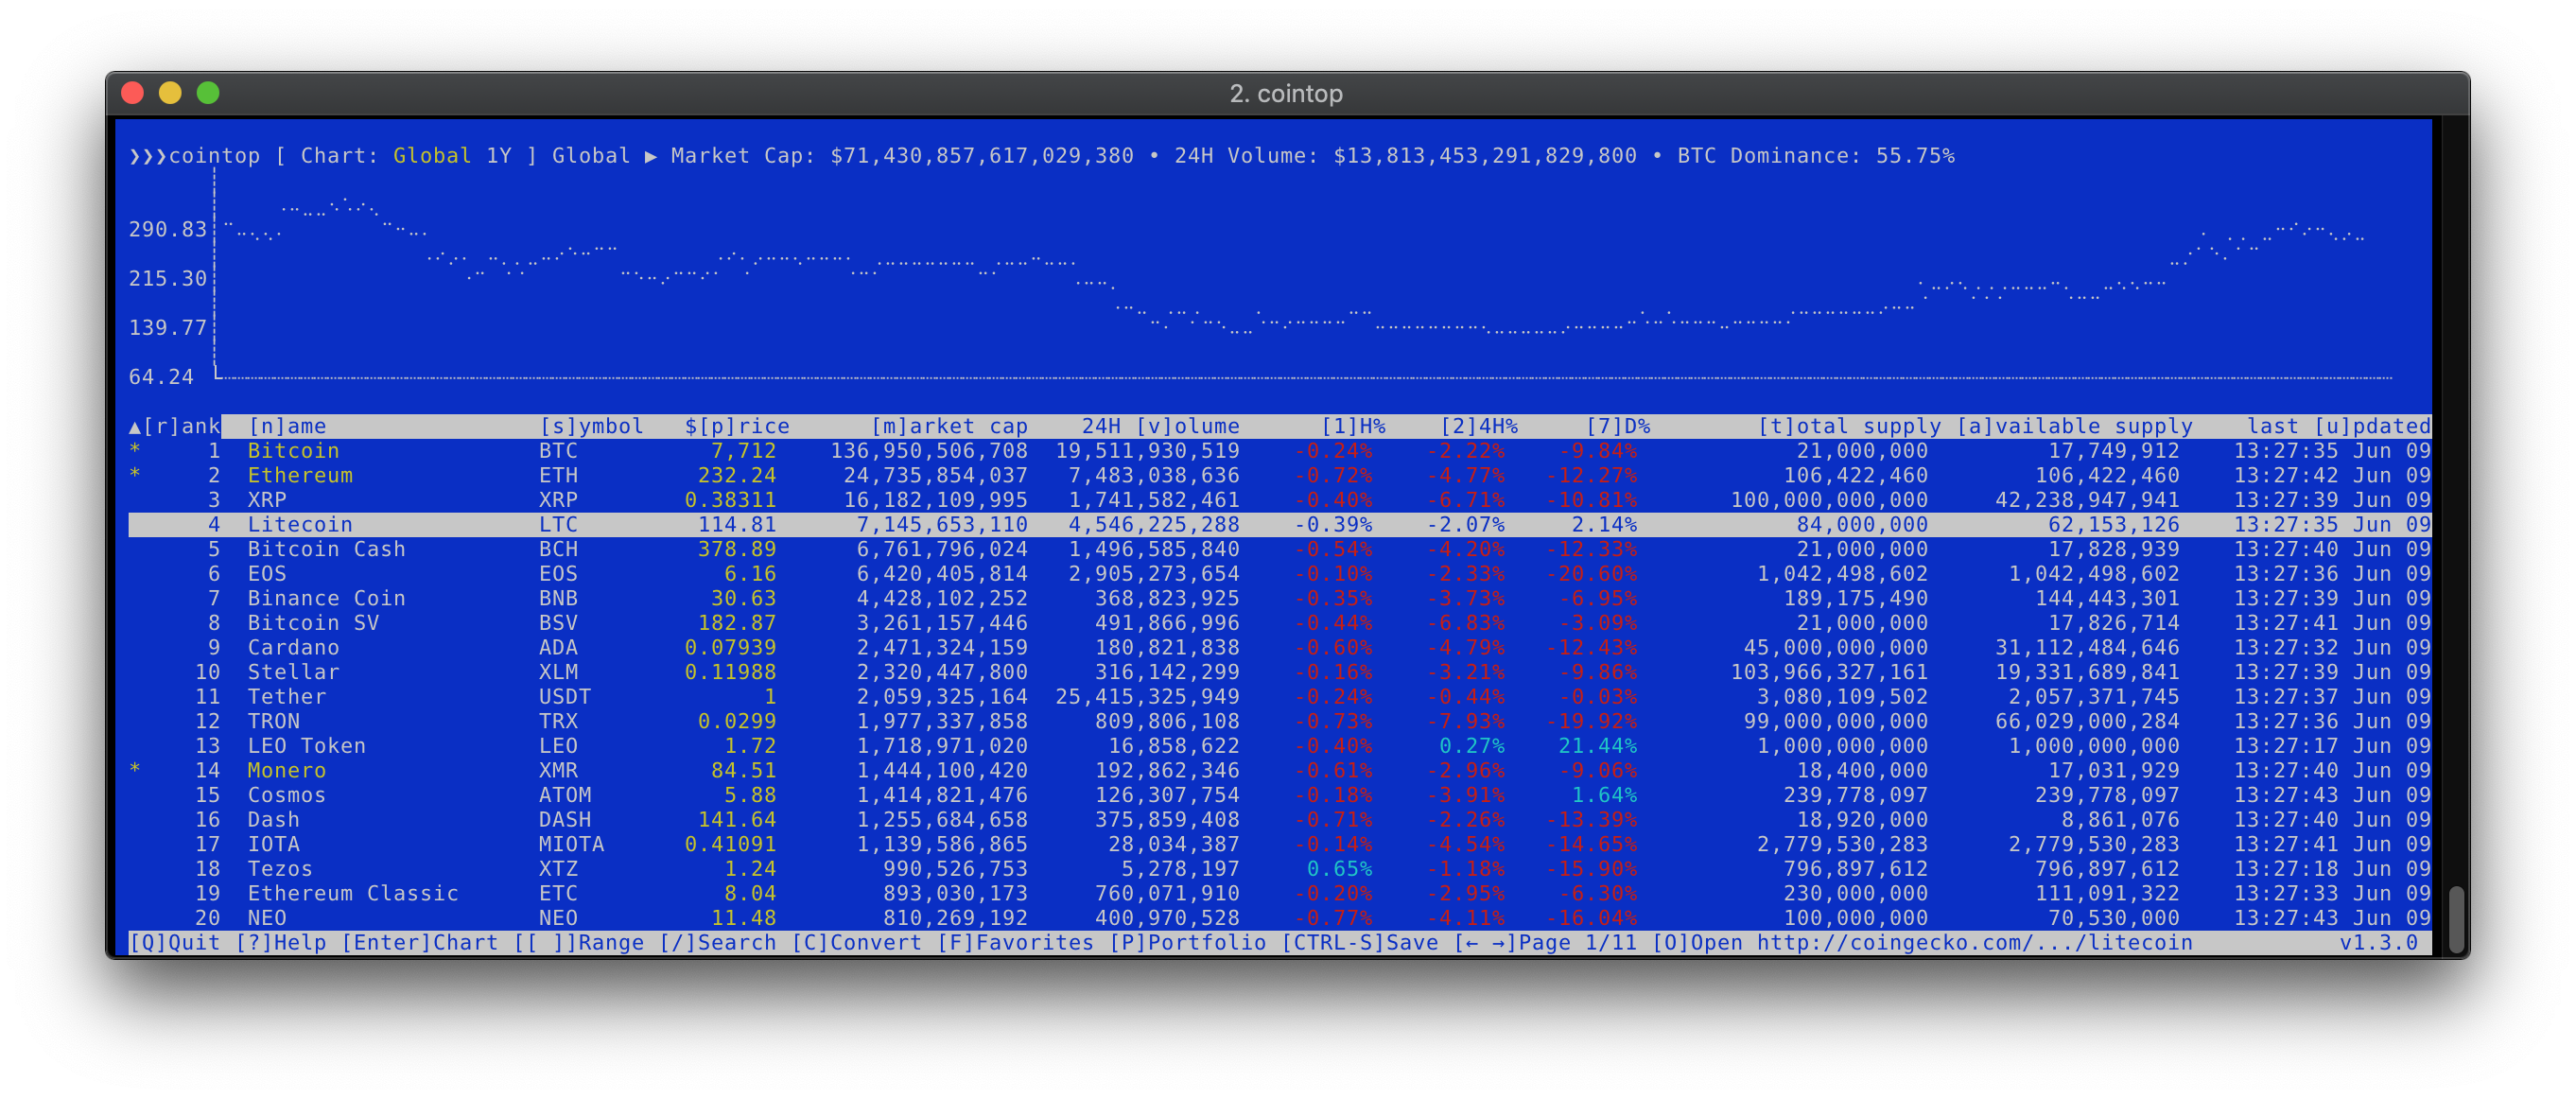 2. cointop
❯❯❯cointop [ Chart: Global 1Y ] Global ▶ Market Cap: $71,430,857,617,029,380 • 24H Volume: $13,813,453,291,829,800 • BTC Dominance: 55.75%
290.83
215.30
139.77
64.24
▲[r]ank [n]ame [s]ymbol $[p]rice [m]arket cap 24H [v]olume [1]H% [2]4H% [7]D% [t]otal supply [a]vailable supply last [u]pdated
* 1 Bitcoin BTC 7,712 136,950,506,708 19,511,930,519 -0.24% -2.22% -9.84% 21,000,000 17,749,912 13:27:35 Jun 09
* 2 Ethereum ETH 232.24 24,735,854,037 7,483,038,636 -0.72% -4.77% -12.27% 106,422,460 106,422,460 13:27:42 Jun 09
3 XRP XRP 0.38311 16,182,109,995 1,741,582,461 -0.40% -6.71% -10.81% 100,000,000,000 42,238,947,941 13:27:39 Jun 09
4 Litecoin LTC 114.81 7,145,653,110 4,546,225,288 -0.39% -2.07% 2.14% 84,000,000 62,153,126 13:27:35 Jun 09
5 Bitcoin Cash BCH 378.89 6,761,796,024 1,496,585,840 -0.54% -4.20% -12.33% 21,000,000 17,828,939 13:27:40 Jun 09
6 EOS EOS 6.16 6,420,405,814 2,905,273,654 -0.10% -2.33% -20.60% 1,042,498,602 1,042,498,602 13:27:36 Jun 09
7 Binance Coin BNB 30.63 4,428,102,252 368,823,925 -0.35% -3.73% -6.95% 189,175,490 144,443,301 13:27:39 Jun 09
8 Bitcoin SV BSV 182.87 3,261,157,446 491,866,996 -0.44% -6.83% -3.09% 21,000,000 17,826,714 13:27:41 Jun 09
9 Cardano ADA 0.07939 2,471,324,159 180,821,838 -0.60% -4.79% -12.43% 45,000,000,000 31,112,484,646 13:27:32 Jun 09
10 Stellar XLM 0.11988 2,320,447,800 316,142,299 -0.16% -3.21% -9.86% 103,966,327,161 19,331,689,841 13:27:39 Jun 09
11 Tether USDT 1 2,059,325,164 25,415,325,949 -0.24% -0.44% -0.03% 3,080,109,502 2,057,371,745 13:27:37 Jun 09
12 TRON TRX 0.0299 1,977,337,858 809,806,108 -0.73% -7.93% -19.92% 99,000,000,000 66,029,000,284 13:27:36 Jun 09
13 LEO Token LEO 1.72 1,718,971,020 16,858,622 -0.40% 0.27% 21.44% 1,000,000,000 1,000,000,000 13:27:17 Jun 09
* 14 Monero XMR 84.51 1,444,100,420 192,862,346 -0.61% -2.96% -9.06% 18,400,000 17,031,929 13:27:40 Jun 09
15 Cosmos ATOM 5.88 1,414,821,476 126,307,754 -0.18% -3.91% 1.64% 239,778,097 239,778,097 13:27:43 Jun 09
16 Dash DASH 141.64 1,255,684,658 375,859,408 -0.71% -2.26% -13.39% 18,920,000 8,861,076 13:27:40 Jun 09
17 IOTA MIOTA 0.41091 1,139,586,865 28,034,387 -0.14% -4.54% -14.65% 2,779,530,283 2,779,530,283 13:27:41 Jun 09
18 Tezos XTZ 1.24 990,526,753 5,278,197 0.65% -1.18% -15.90% 796,897,612 796,897,612 13:27:18 Jun 09
19 Ethereum Classic ETC 8.04 893,030,173 760,071,910 -0.20% -2.95% -6.30% 230,000,000 111,091,322 13:27:33 Jun 09
20 NEO NEO 11.48 810,269,192 400,970,528 -0.77% -4.11% -16.04% 100,000,000 70,530,000 13:27:43 Jun 09
[Q]Quit [?]Help [Enter]Chart [[ ]]Range [/]Search [C]Convert [F]Favorites [P]Portfolio [CTRL-S]Save [← →]Page 1/11 [O]Open http://coingecko.com/.../litecoin v1.3.0